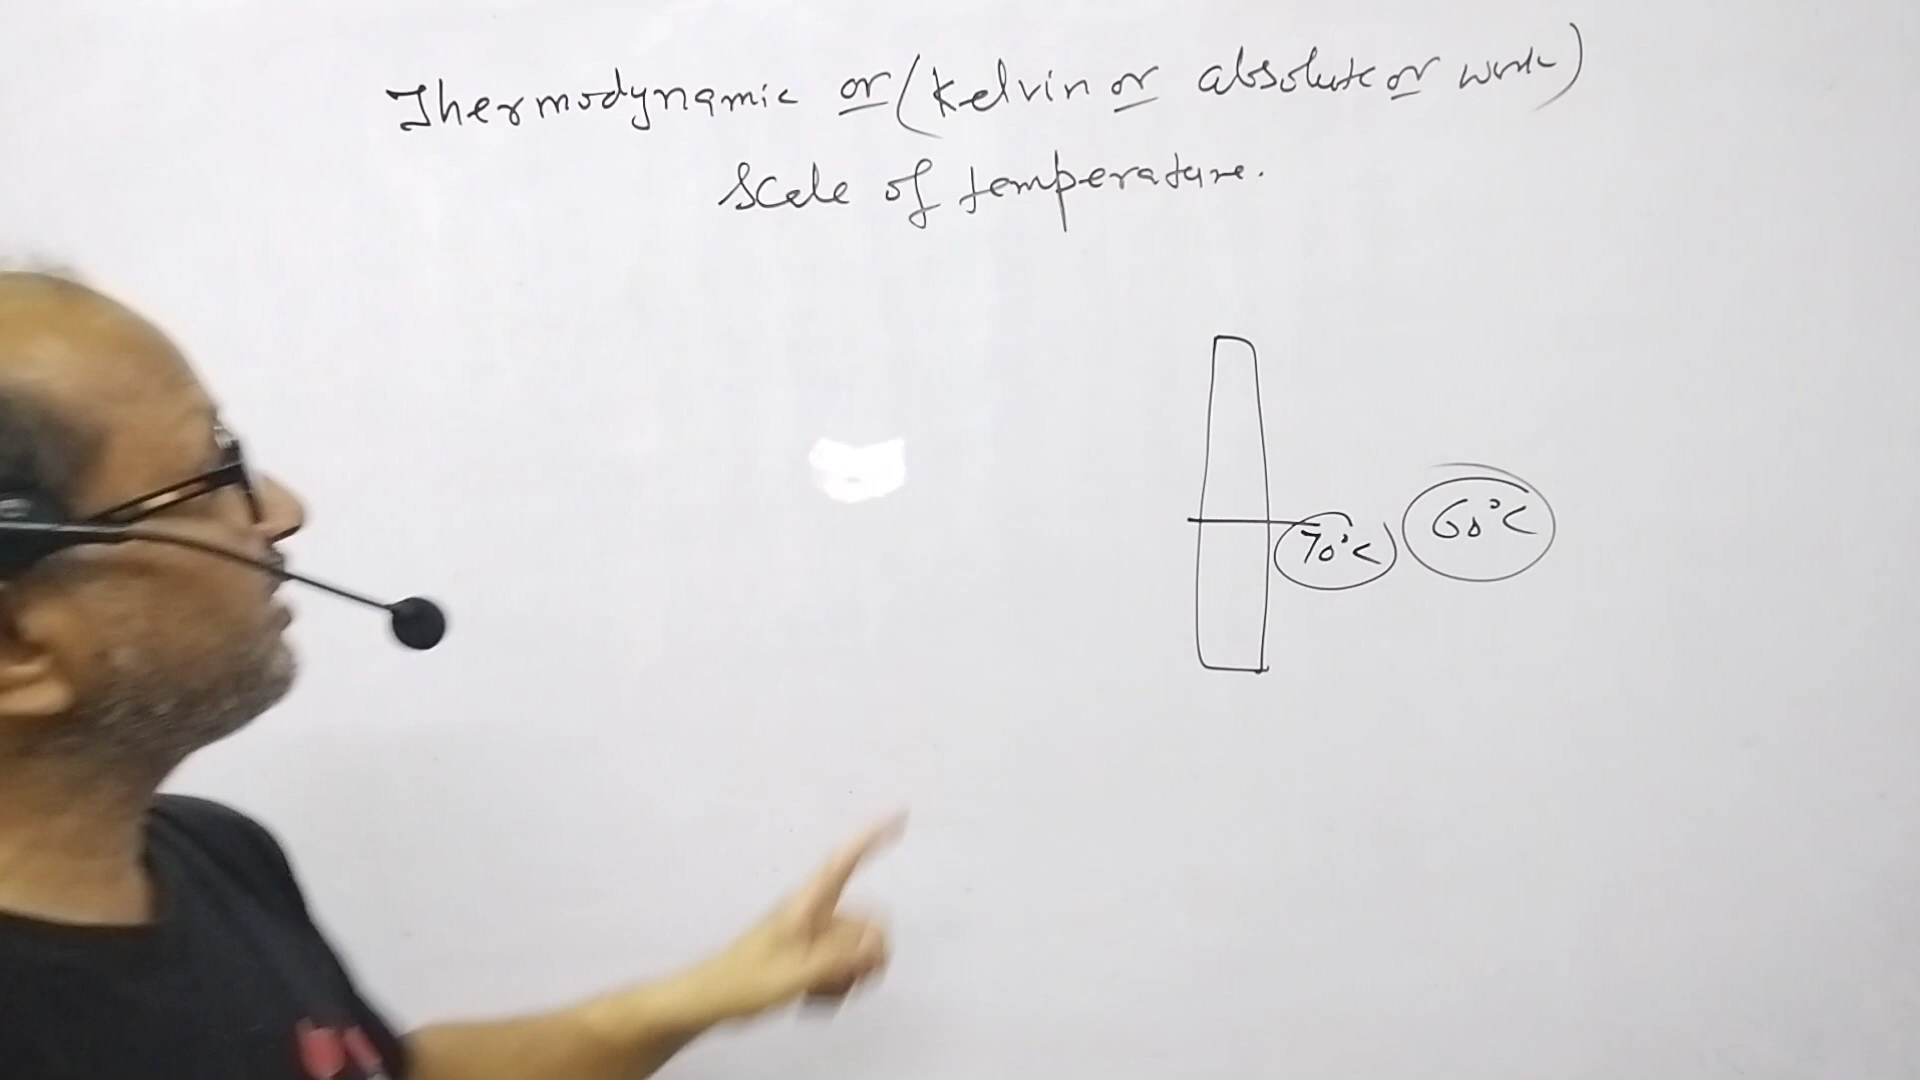 Thermodynamic or (Kelvin or absolute or work)
Scale of temperature.
70°C 60°C